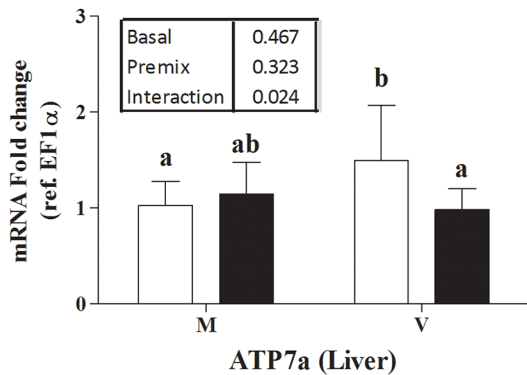 3
Basal 0.467
Premix 0.323
Interaction 0.024
2
b
ab
a
a
1
0
mRNA Fold change
(ref. EF1α)
M
V
ATP7a (Liver)